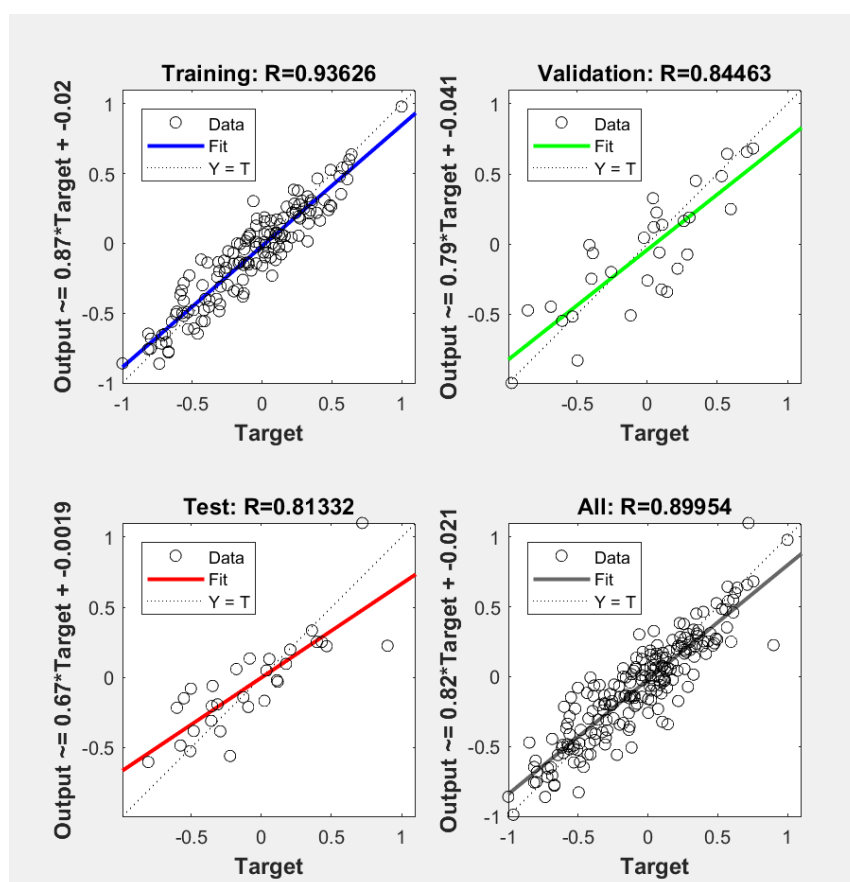 Training: R=0.93626
Output ~= 0.87*Target + -0.02
1
0.5
0
-0.5
-1
Data
Fit
Y = T
-1 -0.5 0 0.5 1
Target
Validation: R=0.84463
Output ~= 0.79*Target + -0.041
1
0.5
0
-0.5
Data
Fit
Y = T
-0.5 0 0.5 1
Target
Test: R=0.81332
Output ~= 0.67*Target + -0.0019
1
0.5
0
-0.5
Data
Fit
Y = T
-0.5 0 0.5 1
Target
All: R=0.89954
Output ~= 0.82*Target + -0.021
1
0.5
0
-0.5
-1
Data
Fit
Y = T
-1 -0.5 0 0.5 1
Target